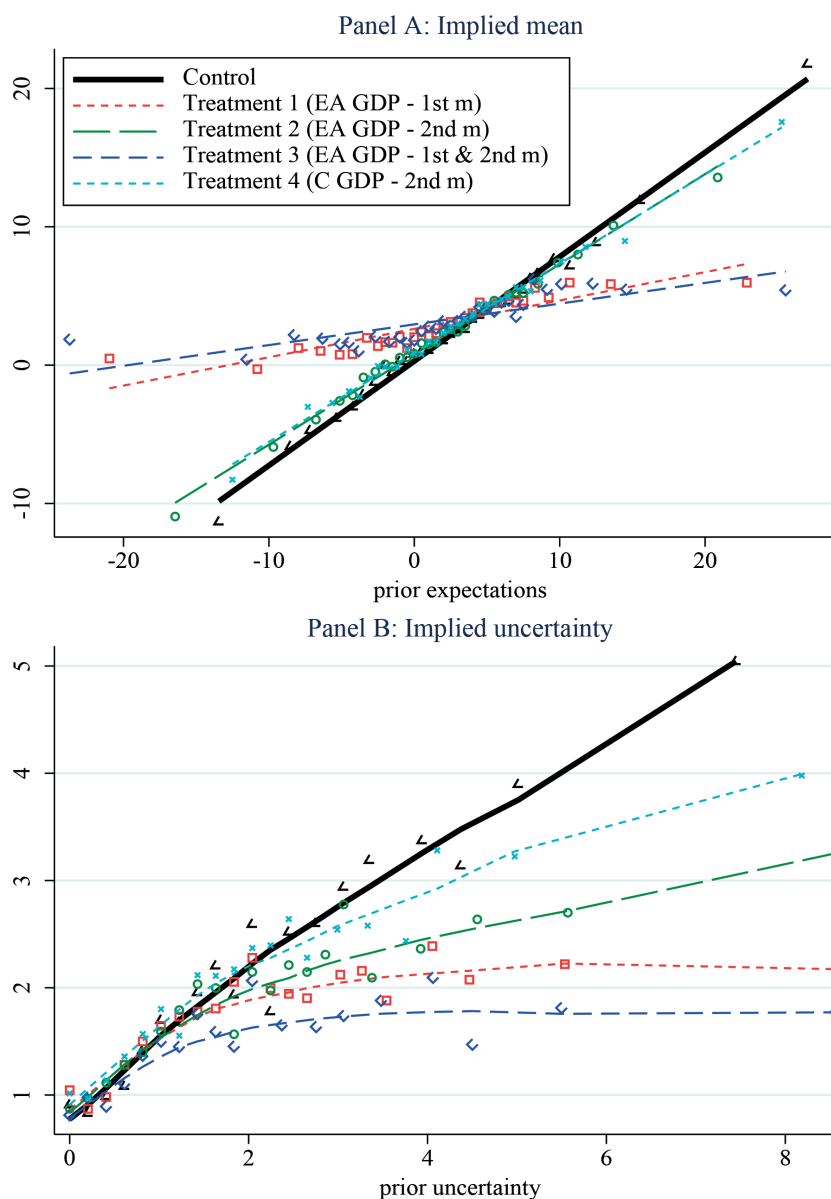 Panel A: Implied mean
20
10
0
-10
Control
Treatment 1 (EA GDP - 1st m)
Treatment 2 (EA GDP - 2nd m)
Treatment 3 (EA GDP - 1st & 2nd m)
Treatment 4 (C GDP - 2nd m)
-20
-10
0
10
20
prior expectations
Panel B: Implied uncertainty
5
4
3
2
1
0
2
4
6
8
prior uncertainty